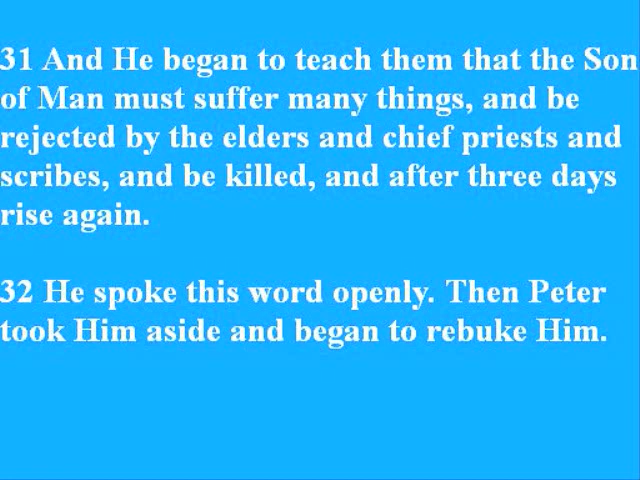 31 And He began to teach them that the Son
of Man must suffer many things, and be
rejected by the elders and chief priests and
scribes, and be killed, and after three days
rise again.
32 He spoke this word openly. Then Peter
took Him aside and began to rebuke Him.